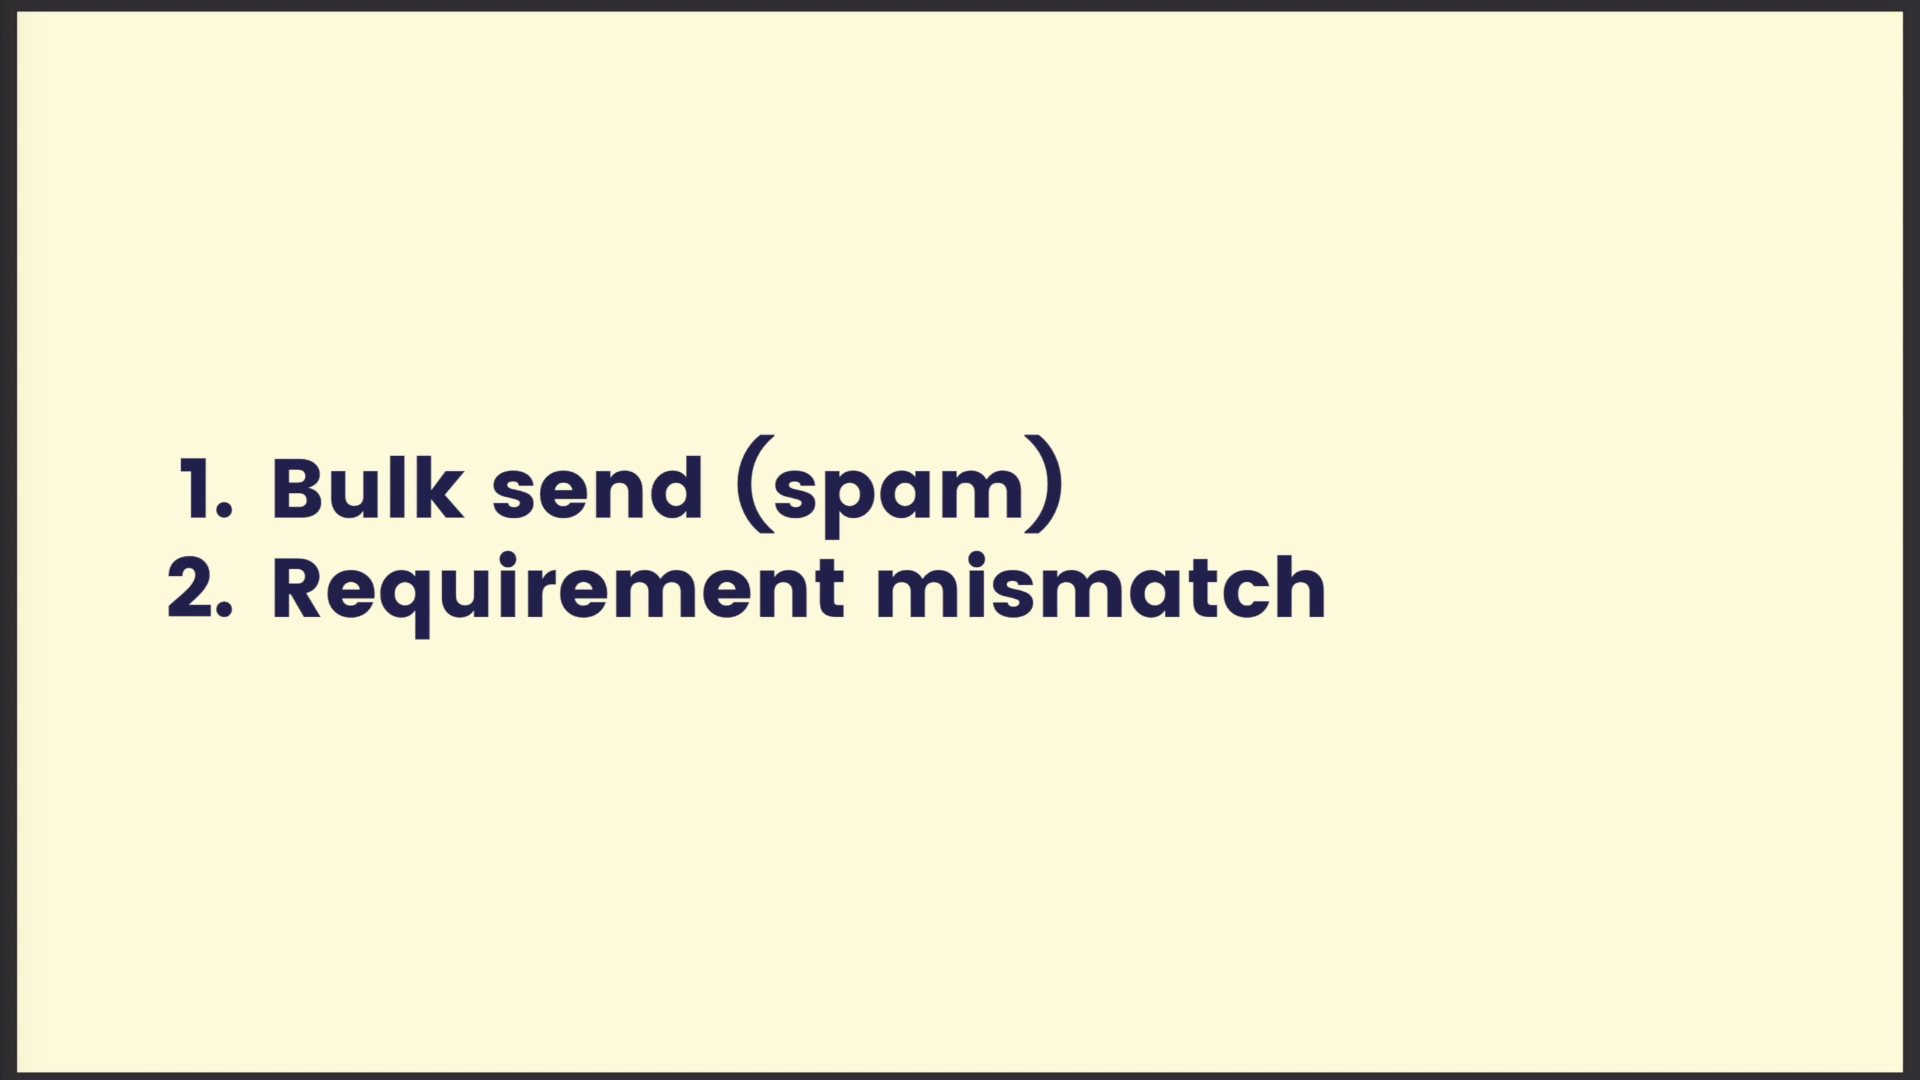 1. Bulk send (spam)
2. Requirement mismatch